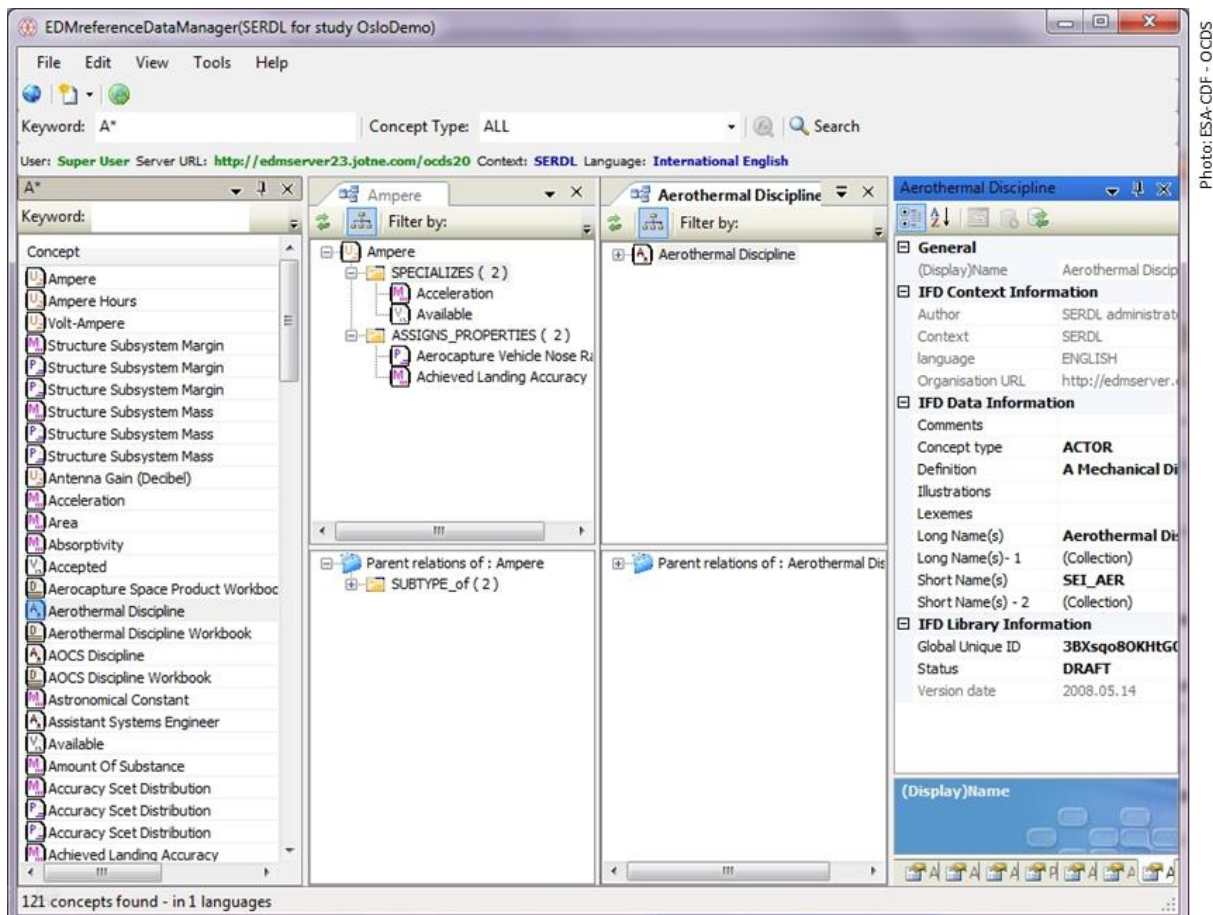 EDMreferenceDataManager(SERDL for study OsloDemo)
File Edit View Tools Help
Keyword: A* Concept Type: ALL Search
User: Super User Server URL: http://edmserver23.jotne.com/ocds20 Context: SERDL Language: International English
A*
Keyword:
Concept
Ampere
Ampere Hours
Volt-Ampere
Structure Subsystem Margin
Structure Subsystem Margin
Structure Subsystem Margin
Structure Subsystem Mass
Structure Subsystem Mass
Structure Subsystem Mass
Antenna Gain (Decibel)
Acceleration
Area
Absorptivity
Accepted
Aerocapture Space Product Workboc
Aerothermal Discipline
Aerothermal Discipline Workbook
AOCS Discipline
AOCS Discipline Workbook
Astronomical Constant
Assistant Systems Engineer
Available
Amount Of Substance
Accuracy Scet Distribution
Accuracy Scet Distribution
Accuracy Scet Distribution
Achieved Landing Accuracy
Ampere
Filter by:
Ampere
SPECIALIZES ( 2 )
Acceleration
Available
ASSIGNS_PROPERTIES ( 2 )
Aerocapture Vehicle Nose Ra
Achieved Landing Accuracy
Parent relations of : Ampere
SUBTYPE_of ( 2 )
Aerothermal Discipline
Filter by:
Aerothermal Discipline
Parent relations of : Aerothermal Dis
Aerothermal Discipline
General
(Display)Name Aerothermal Discip
IFD Context Information
Author SERDL administrat
Context SERDL
language ENGLISH
Organisation URL http://edmserver.
IFD Data Information
Comments
Concept type ACTOR
Definition A Mechanical Di
Illustrations
Lexemes
Long Name(s) Aerothermal Dis
Long Name(s)- 1 (Collection)
Short Name(s) SEI_AER
Short Name(s) - 2 (Collection)
IFD Library Information
Global Unique ID 3BXsqo8OKHtG
Status DRAFT
Version date 2008.05.14
(Display)Name
A A A P A A A
121 concepts found - in 1 languages
Photo: ESA-CDF - OCDS